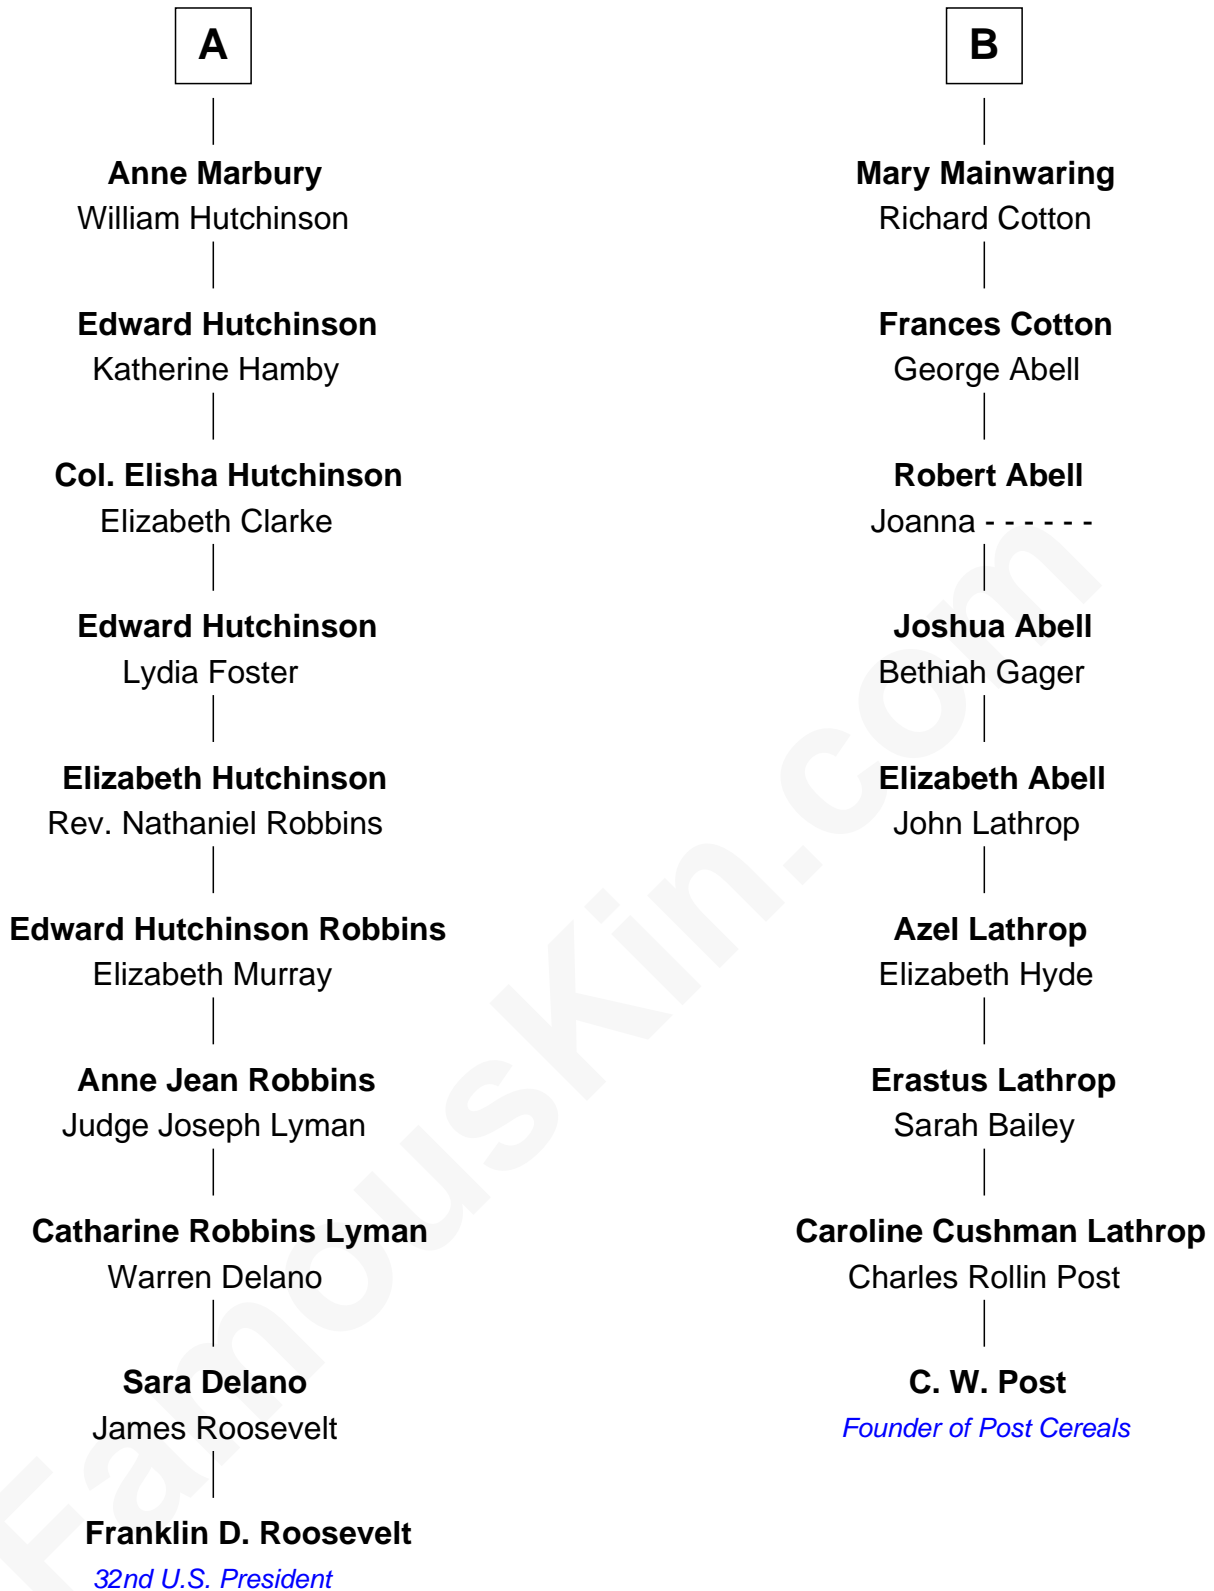 A
Anne Marbury
William Hutchinson
Edward Hutchinson
Katherine Hamby
Col. Elisha Hutchinson
Elizabeth Clarke
Edward Hutchinson
Lydia Foster
Elizabeth Hutchinson
Rev. Nathaniel Robbins
Edward Hutchinson Robbins
Elizabeth Murray
Anne Jean Robbins
Judge Joseph Lyman
Catharine Robbins Lyman
Warren Delano
Sara Delano
James Roosevelt
Franklin D. Roosevelt
32nd U.S. President
B
Mary Mainwaring
Richard Cotton
Frances Cotton
George Abell
Robert Abell
Joanna - - - - - -
Joshua Abell
Bethiah Gager
Elizabeth Abell
John Lathrop
Azel Lathrop
Elizabeth Hyde
Erastus Lathrop
Sarah Bailey
Caroline Cushman Lathrop
Charles Rollin Post
C. W. Post
Founder of Post Cereals
FamousKin.com